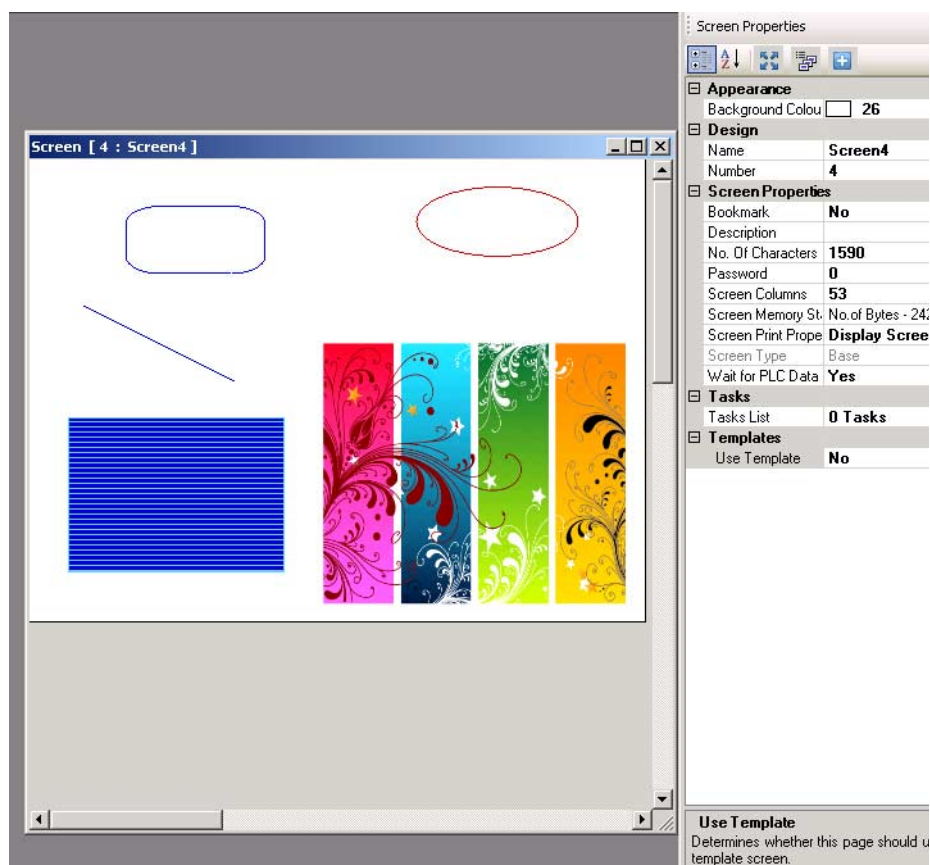 Screen Properties
Appearance
Background Colou 26
Design
Name Screen4
Number 4
Screen Properties
Bookmark No
Description
No. Of Characters 1590
Password 0
Screen Columns 53
Screen Memory St. No.of Bytes - 242
Screen Print Prope Display Scree
Screen Type Base
Wait for PLC Data Yes
Tasks
Tasks List 0 Tasks
Templates
Use Template No
Screen [ 4 : Screen4 ]
Use Template
Determines whether this page should u
template screen.